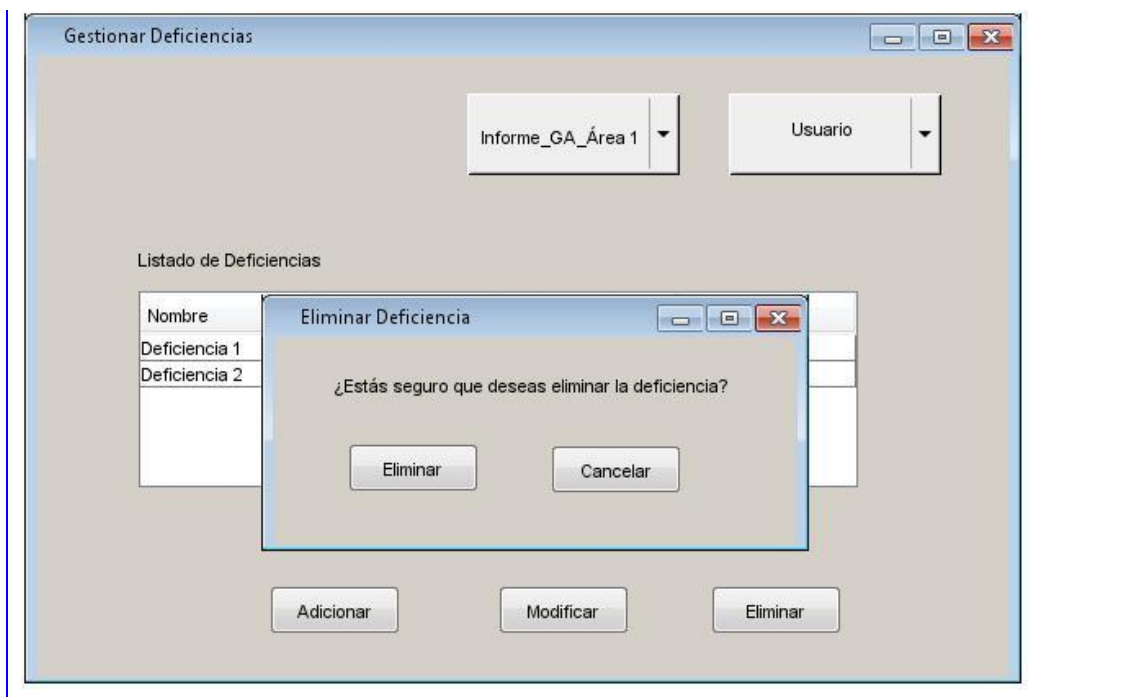 Gestionar Deficiencias
Informe_GA_Área 1
Usuario
Listado de Deficiencias
Nombre
Deficiencia 1
Deficiencia 2
Eliminar Deficiencia
¿Estás seguro que deseas eliminar la deficiencia?
Eliminar Cancelar
Adicionar Modificar Eliminar